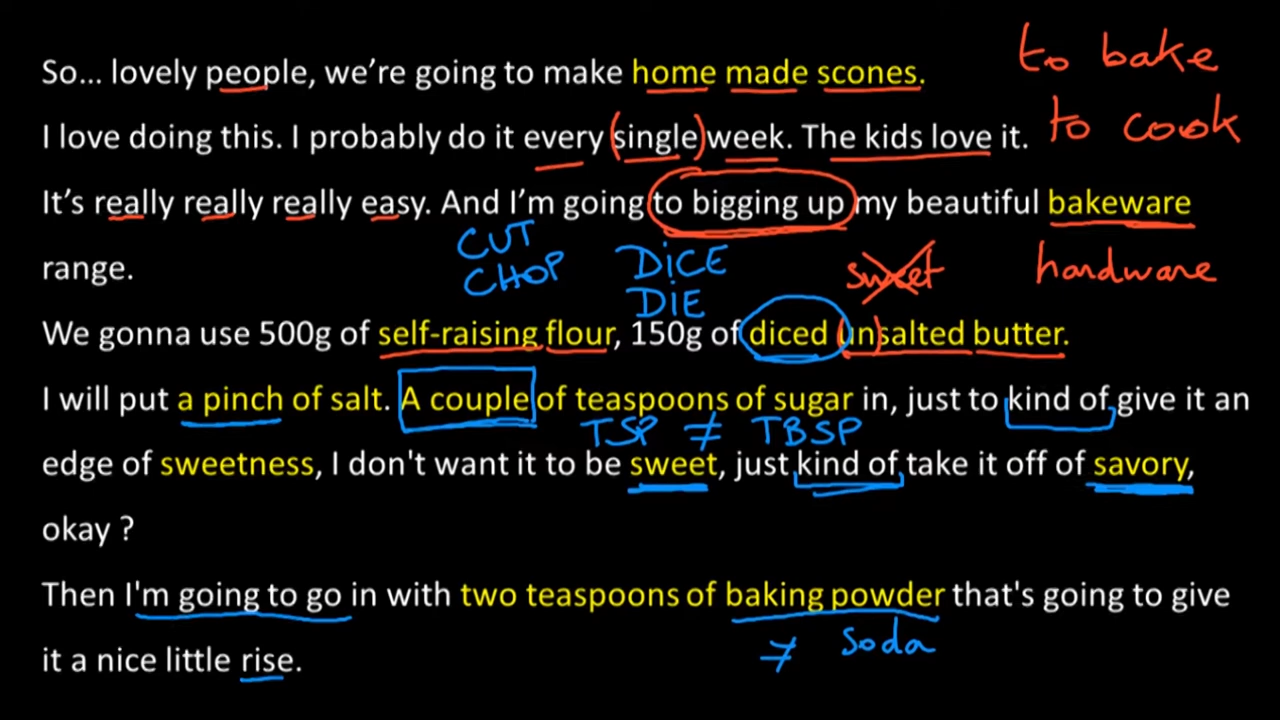 So... lovely people, we're going to make home made scones.
to bake
I love doing this. I probably do it every (single) week. The kids love it.
to cook
It's really really really easy. And I'm going to bigging up my beautiful bakeware
CUT
CHOP
DiCE
DiE
sweet
hardware
range.
We gonna use 500g of self-raising flour, 150g of diced un)salted butter.
I will put a pinch of salt. A couple of teaspoons of sugar in, just to kind of give it an
TSP ≠ TBSP
edge of sweetness, I don't want it to be sweet, just kind of take it off of savory,
okay ?
Then I'm going to go in with two teaspoons of baking powder that's going to give
≠ soda
it a nice little rise.